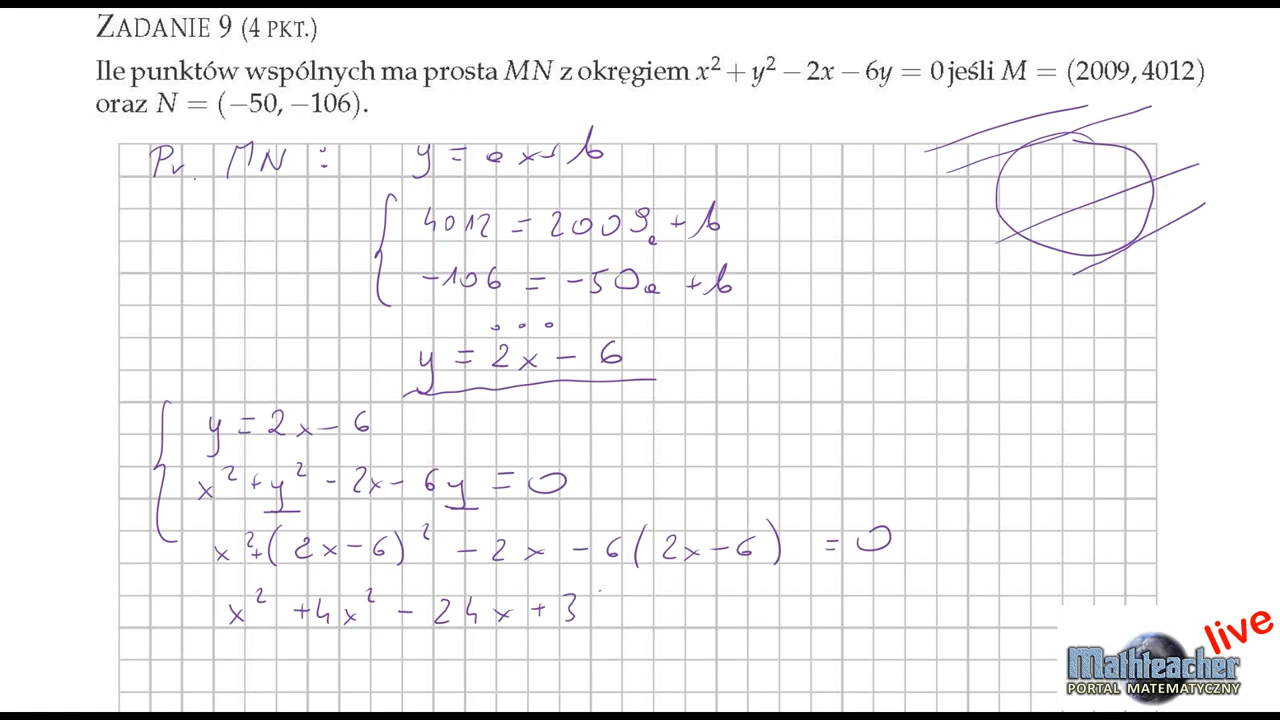 ZADANIE 9 (4 PKT.)
Ile punktów wspólnych ma prosta MN z okręgiem x² + y² − 2x − 6y = 0 jeśli M = (2009, 4012)
oraz N = (−50, −106).
Pr. MN : y = ax + b
4012 = 2009a + b
-106 = -50a + b
y = 2x - 6
y = 2x - 6
x² + y² - 2x - 6y = 0
x² + (2x-6)² - 2x - 6(2x-6) = 0
x² + 4x² - 24x + 3
live
Mathteacher
PORTAL MATEMATYCZNY